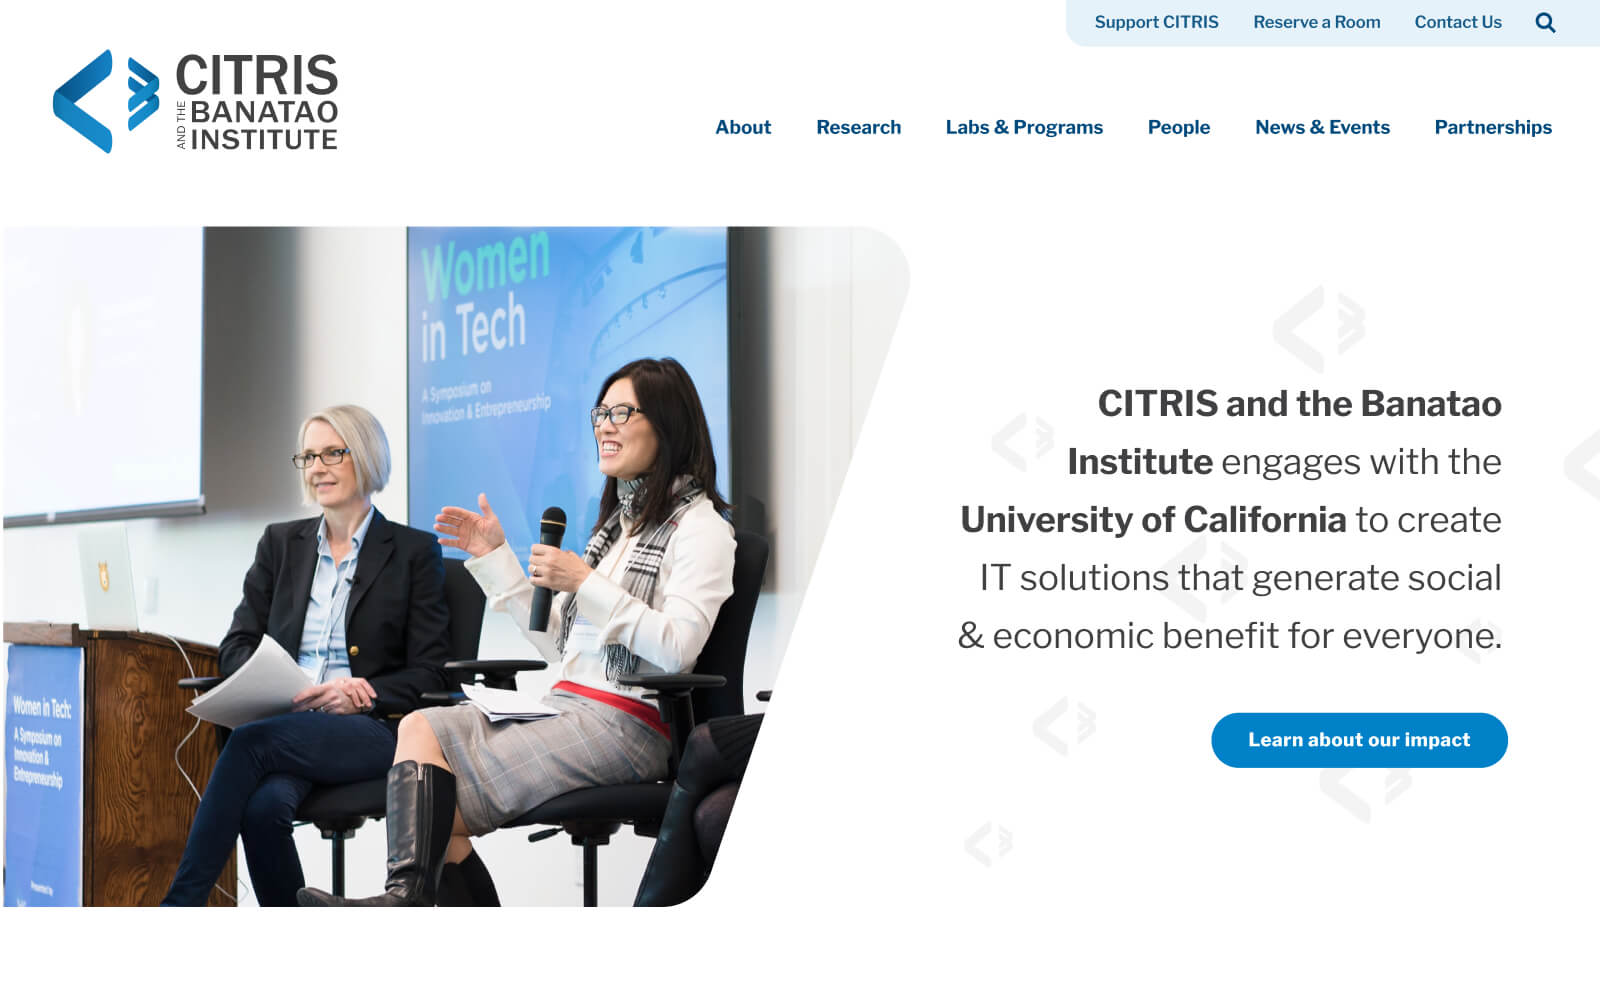 Support CITRIS
Reserve a Room
Contact Us
CITRIS
AND THE
BANATAO
INSTITUTE
About
Research
Labs & Programs
People
News & Events
Partnerships
Women
in Tech
A Symposium on
Innovation & Entrepreneurship
Women in Tech:
A Symposium on
Innovation &
Entrepreneurship
Presented by
CITRIS and the Banatao
Institute engages with the
University of California to create
IT solutions that generate social
& economic benefit for everyone.
Learn about our impact